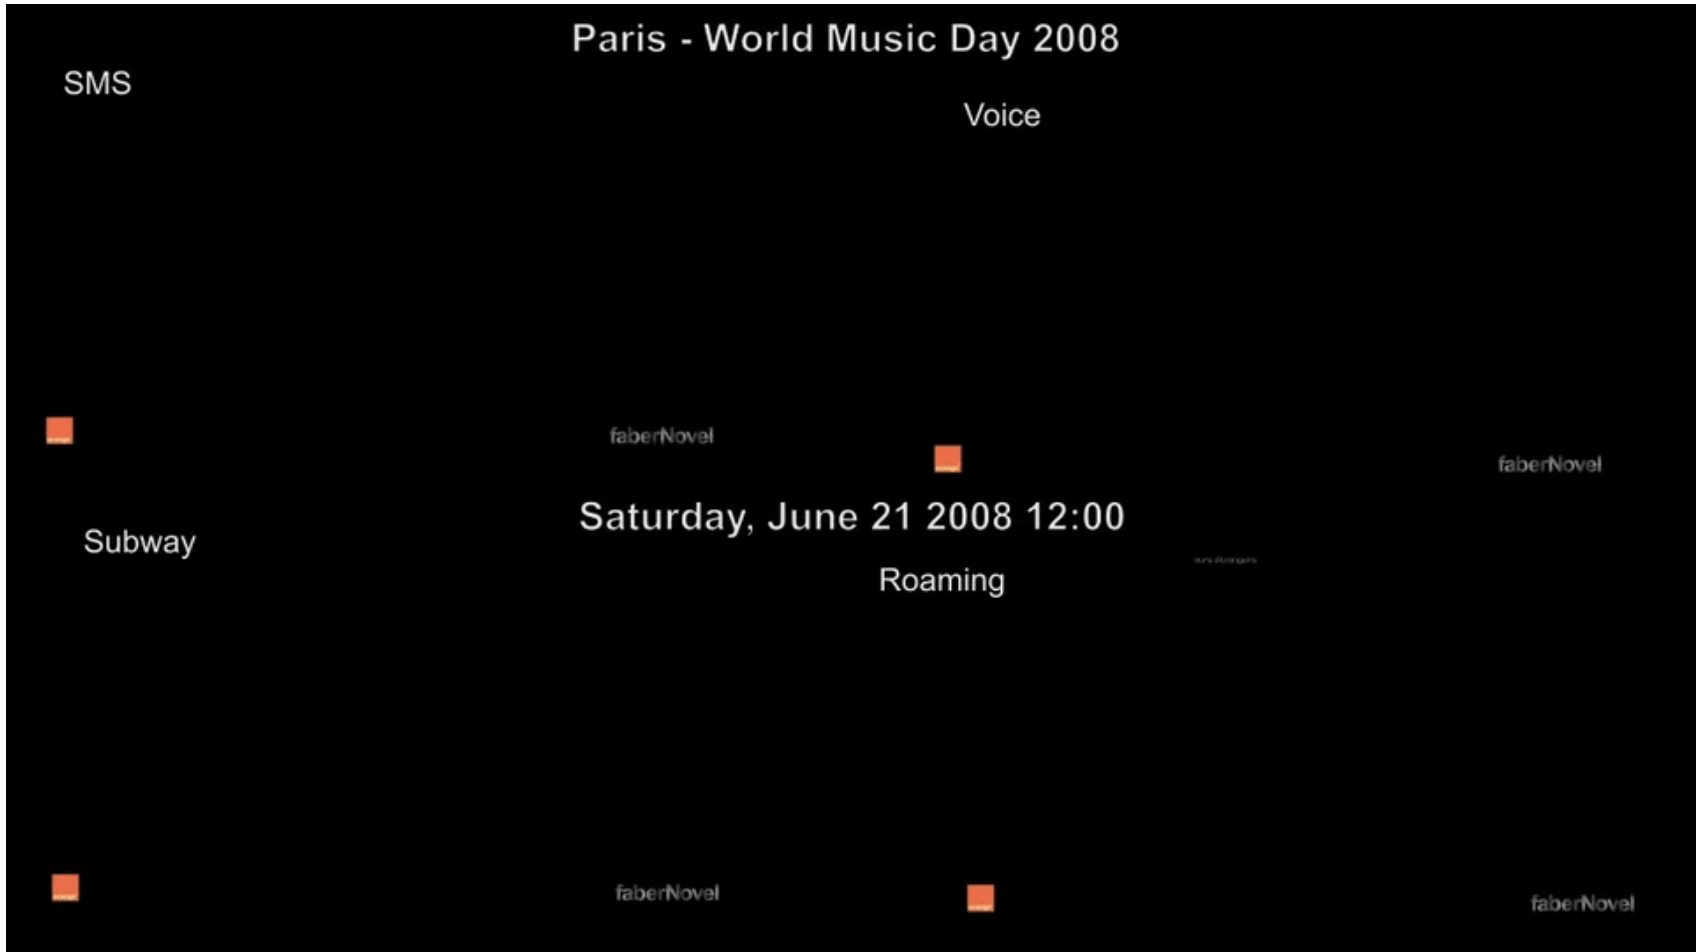 Paris - World Music Day 2008
SMS
Voice
faberNovel
faberNovel
Saturday, June 21 2008 12:00
Subway
Roaming
faberNovel
faberNovel